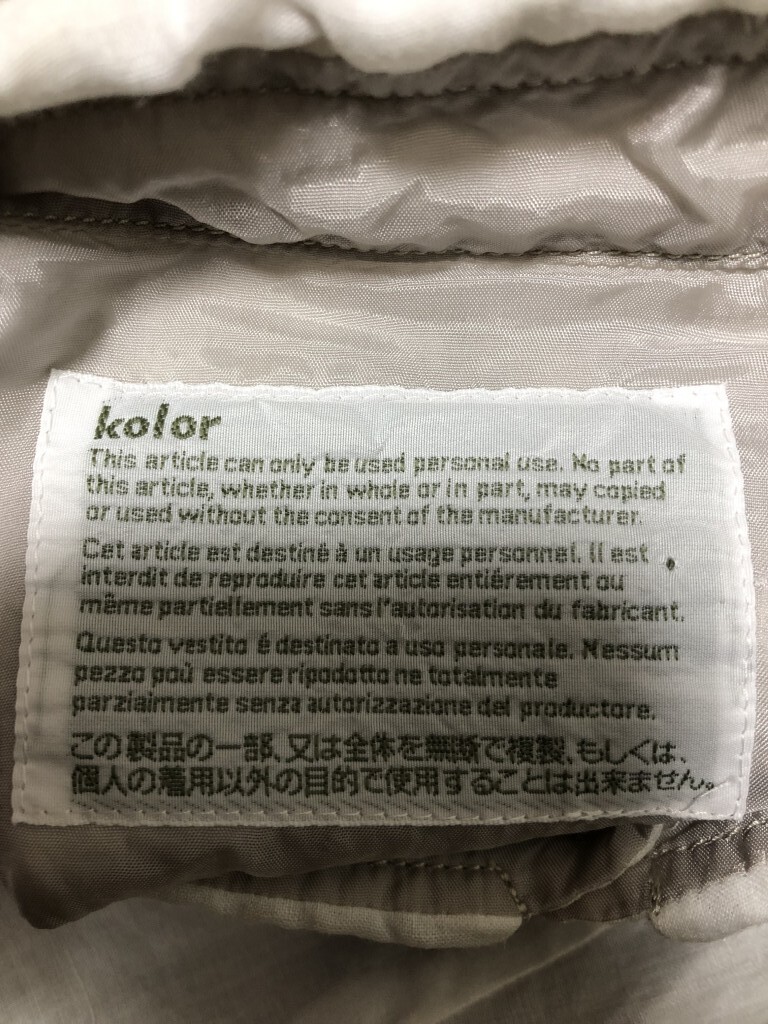 kolor
This article can only be used personal use. No part of
this article, whether in whole or in part, may copied
or used without the consent of the manufacturer.
Cet article est destiné à un usage personnel. Il est
interdit de reproduire cet article entiérement ou
même partiellement sans l'autorisation du fabricant.
Questo vestito é destinato a uso personale. Nessum
pezzo poù essere ripodotto ne totalmente
parzialmente senza autorizzazione del productore.
この製品の一部、又は全体を無断で複製、もしくは、
個人の着用以外の目的で使用することは出来ません。